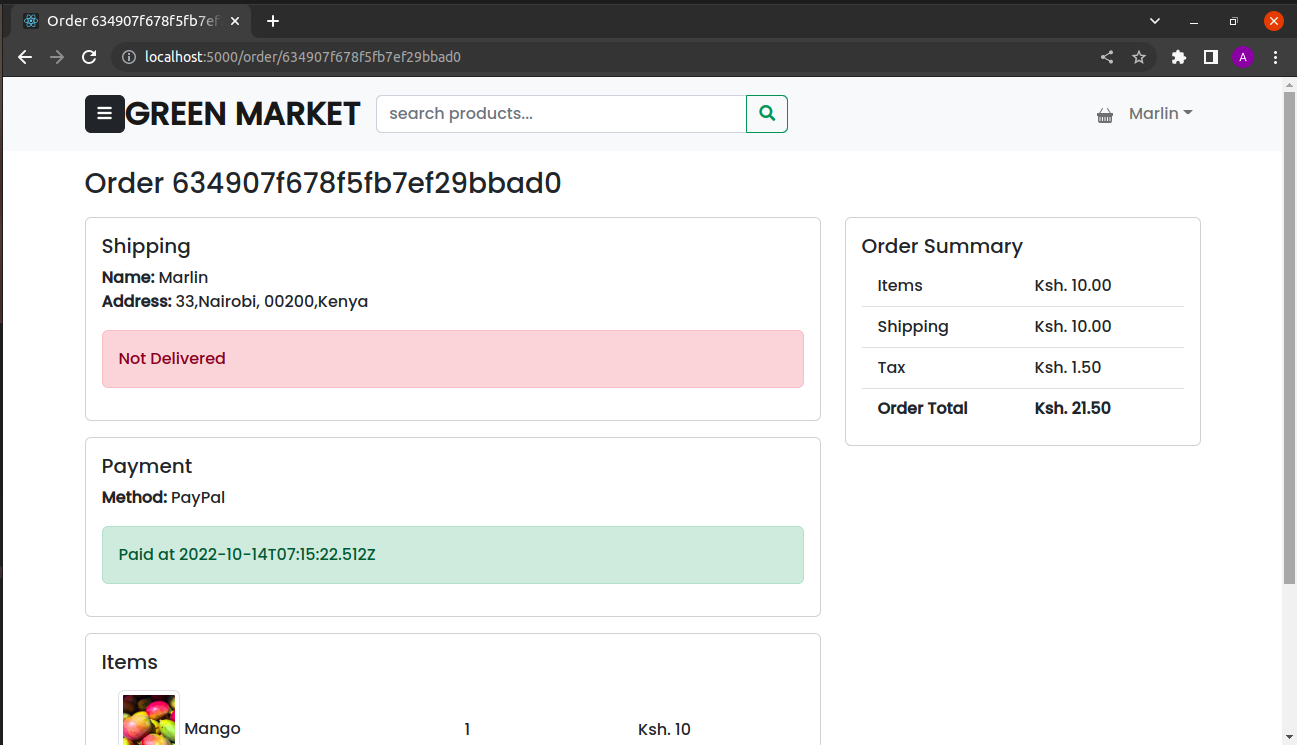 Order 634907f678f5fb7ef
localhost:5000/order/634907f678f5fb7ef29bbad0
A
GREEN MARKET
search products...
Marlin
Order 634907f678f5fb7ef29bbad0
Shipping
Name: Marlin
Address: 33,Nairobi, 00200,Kenya
Not Delivered
Payment
Method: PayPal
Paid at 2022-10-14T07:15:22.512Z
Items
Mango 1 Ksh. 10
Order Summary
Items Ksh. 10.00
Shipping Ksh. 10.00
Tax Ksh. 1.50
Order Total Ksh. 21.50